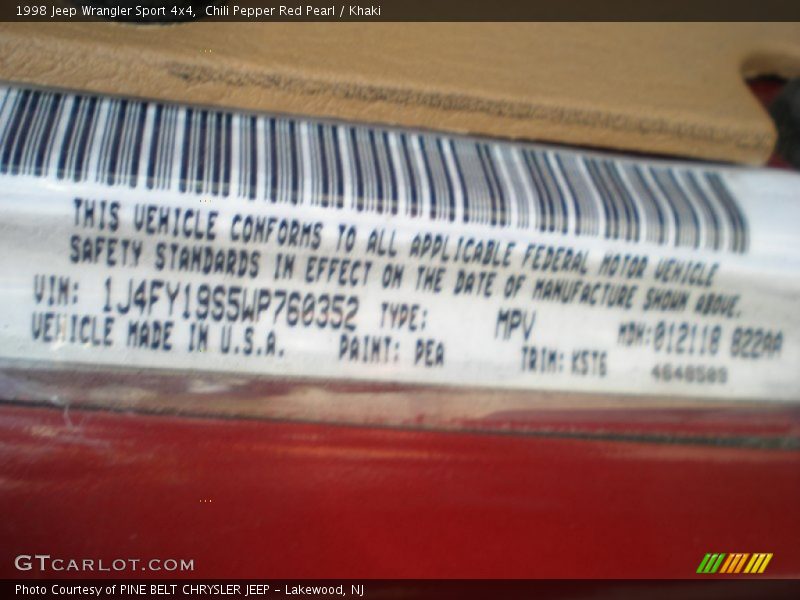 1998 Jeep Wrangler Sport 4x4, Chili Pepper Red Pearl / Khaki
THIS VEHICLE CONFORMS TO ALL APPLICABLE FEDERAL MOTOR VEHICLE
SAFETY STANDARDS IN EFFECT ON THE DATE OF MANUFACTURE SHOWN ABOVE.
VIN: 1J4FY19S5WP760352 TYPE: MPV MDH:012118 822AA
VEHICLE MADE IN U.S.A. PAINT: PEA TRIM: KST6 4648589
GTCARLOT.COM
Photo Courtesy of PINE BELT CHRYSLER JEEP - Lakewood, NJ